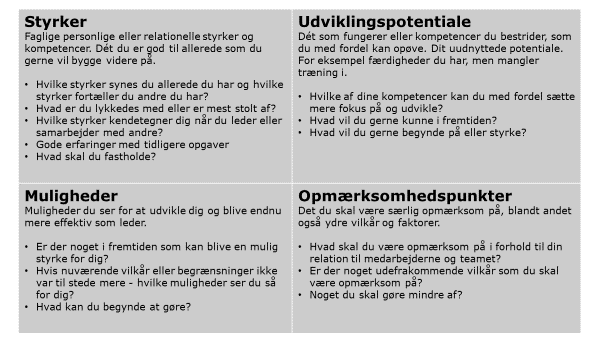 Styrker
Faglige personlige eller relationelle styrker og
kompetencer. Dét du er god til allerede som du
gerne vil bygge videre på.
• Hvilke styrker synes du allerede du har og hvilke
styrker fortæller du andre du har?
• Hvad er du lykkedes med eller er mest stolt af?
• Hvilke styrker kendetegner dig når du leder eller
samarbejder med andre?
• Gode erfaringer med tidligere opgaver
• Hvad skal du fastholde?
Udviklingspotentiale
Dét som fungerer eller kompetencer du bestrider, som
du med fordel kan opøve. Dit uudnyttede potentiale.
For eksempel færdigheder du har, men mangler
træning i.
• Hvilke af dine kompetencer kan du med fordel sætte
mere fokus på og udvikle?
• Hvad vil du gerne kunne i fremtiden?
• Hvad vil du gerne begynde på eller styrke?
Muligheder
Muligheder du ser for at udvikle dig og blive endnu
mere effektiv som leder.
• Er der noget i fremtiden som kan blive en mulig
styrke for dig?
• Hvis nuværende vilkår eller begrænsninger ikke
var til stede mere - hvilke muligheder ser du så
for dig?
• Hvad kan du begynde at gøre?
Opmærksomhedspunkter
Det du skal være særlig opmærksom på, blandt andet
også ydre vilkår og faktorer.
• Hvad skal du være opmærksom på i forhold til din
relation til medarbejderne og teamet?
• Er der noget udefrakommende vilkår som du skal
være opmærksom på?
• Noget du skal gøre mindre af?